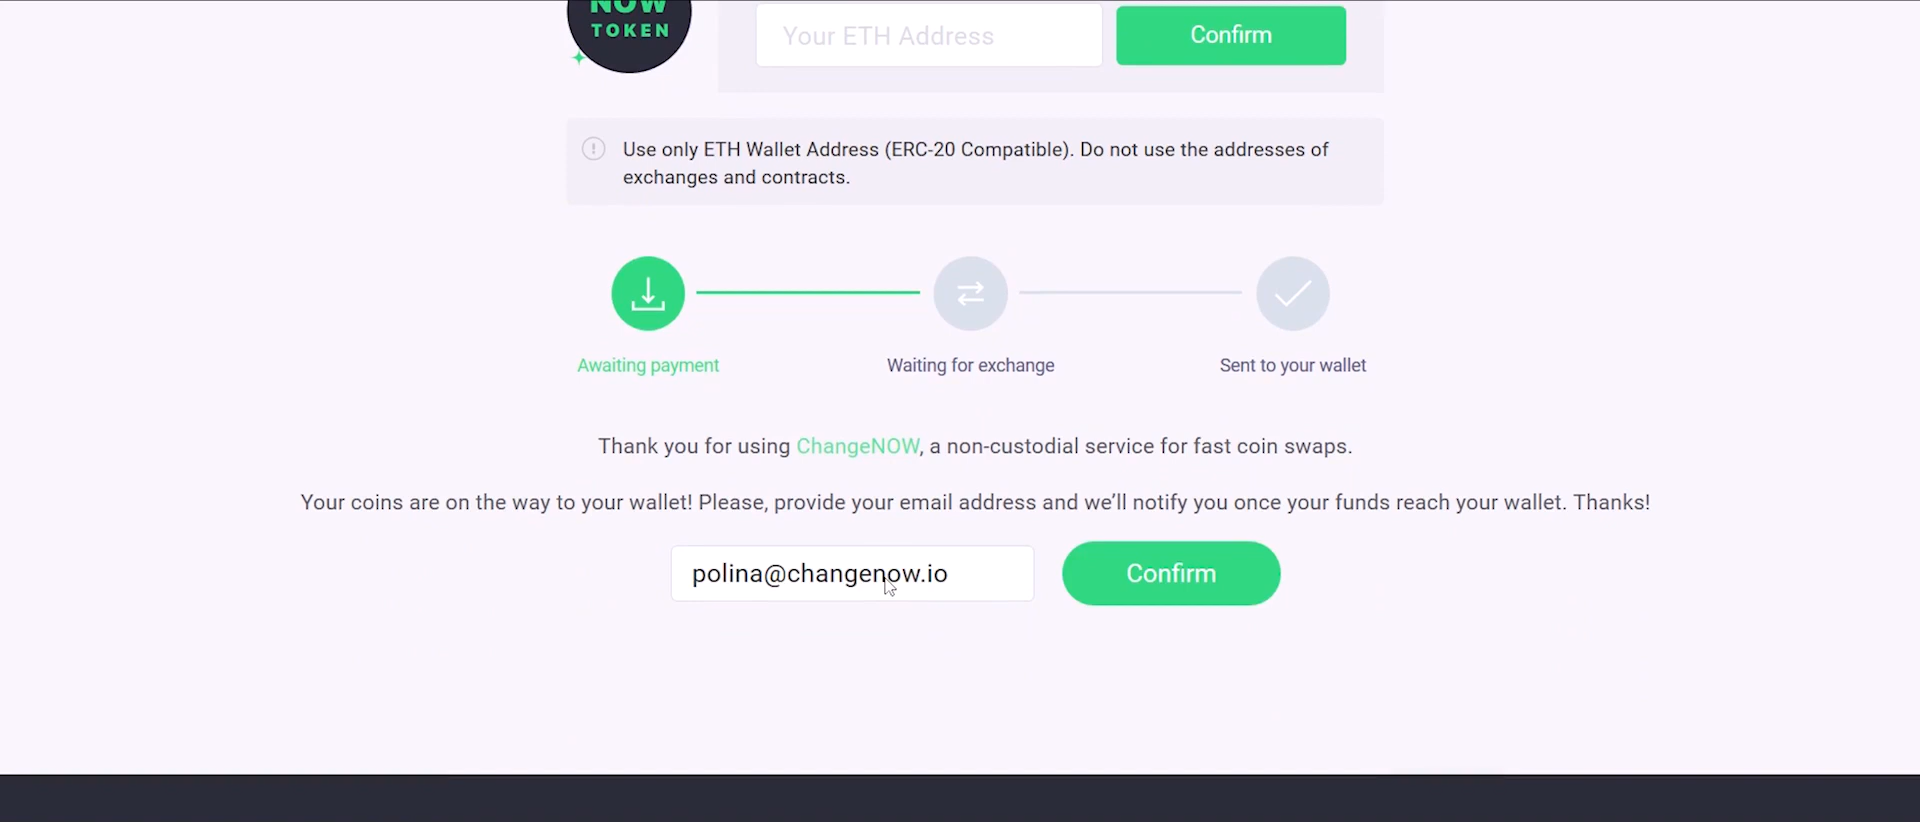 NOW
TOKEN
Your ETH Address
Confirm
Use only ETH Wallet Address (ERC-20 Compatible). Do not use the addresses of
exchanges and contracts.
Awaiting payment
Waiting for exchange
Sent to your wallet
Thank you for using ChangeNOW, a non-custodial service for fast coin swaps.
Your coins are on the way to your wallet! Please, provide your email address and we’ll notify you once your funds reach your wallet. Thanks!
polina@changenow.io
Confirm